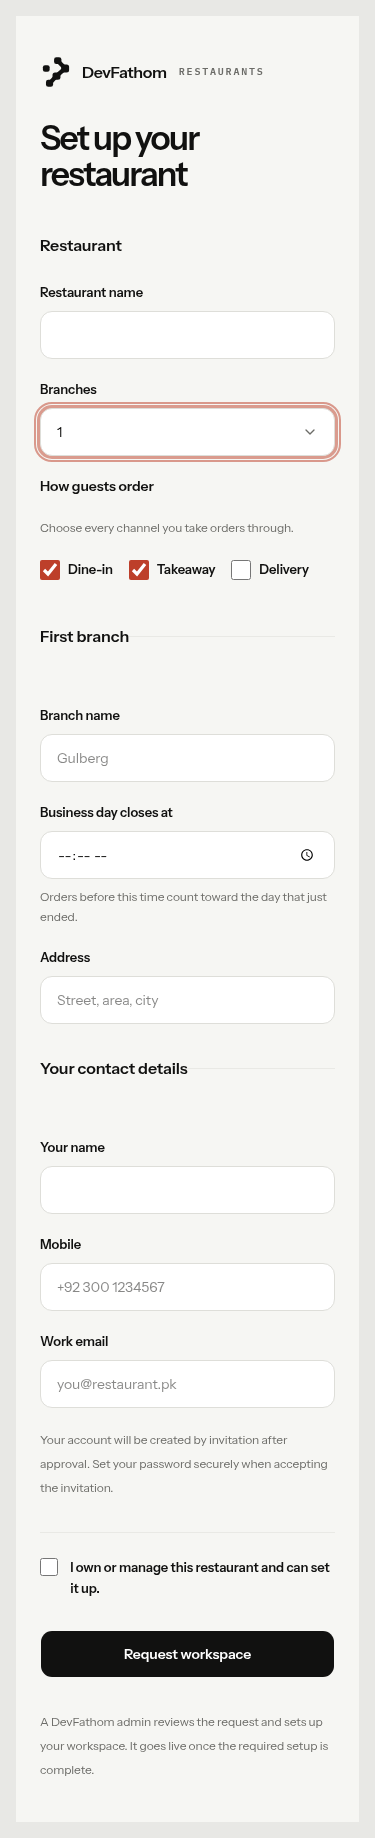 DevFathom RESTAURANTS
Set up your
restaurant
Restaurant
Restaurant name
Branches
1
How guests order
Choose every channel you take orders through.
Dine-in Takeaway Delivery
First branch
Branch name
Gulberg
Business day closes at
--:-- --
Orders before this time count toward the day that just
ended.
Address
Street, area, city
Your contact details
Your name
Mobile
+92 300 1234567
Work email
you@restaurant.pk
Your account will be created by invitation after
approval. Set your password securely when accepting
the invitation.
I own or manage this restaurant and can set
it up.
Request workspace
A DevFathom admin reviews the request and sets up
your workspace. It goes live once the required setup is
complete.